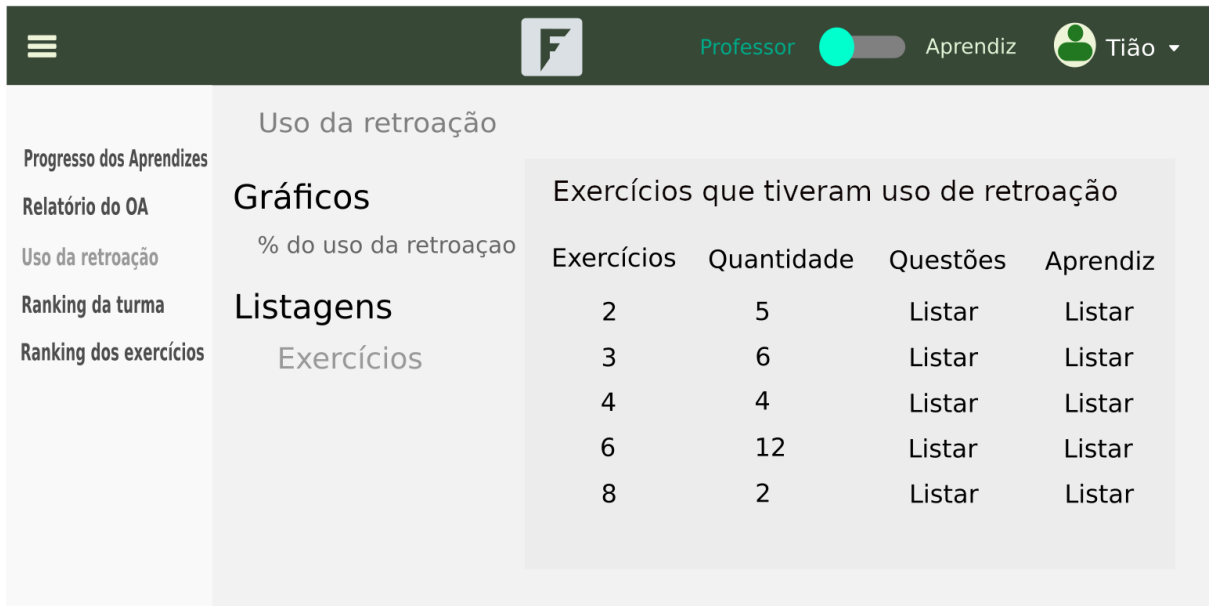 F
Professor Aprendiz Tião
Progresso dos Aprendizes
Relatório do OA
Uso da retroação
Ranking da turma
Ranking dos exercícios
Uso da retroação
Gráficos
% do uso da retroaçao
Listagens
Exercícios
Exercícios que tiveram uso de retroação
Exercícios Quantidade Questões Aprendiz
2 5 Listar Listar
3 6 Listar Listar
4 4 Listar Listar
6 12 Listar Listar
8 2 Listar Listar